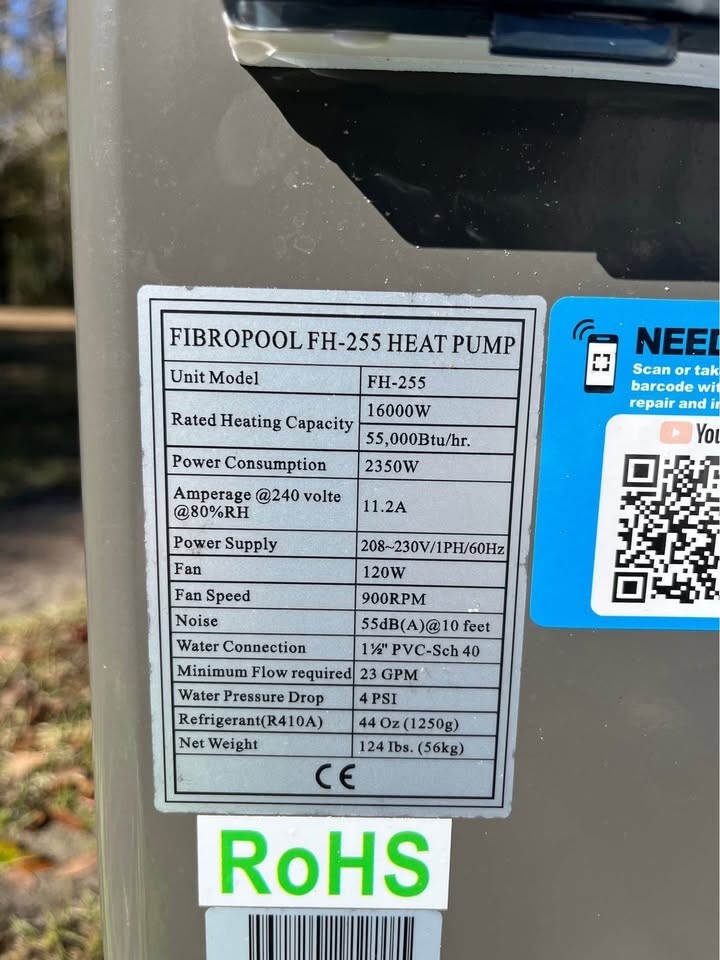 FIBROPOOL FH-255 HEAT PUMP
Unit Model FH-255
Rated Heating Capacity 16000W
55,000Btu/hr.
Power Consumption 2350W
Amperage @240 volte
@80%RH 11.2A
Power Supply 208~230V/1PH/60Hz
Fan 120W
Fan Speed 900RPM
Noise 55dB(A)@10 feet
Water Connection 1½" PVC-Sch 40
Minimum Flow required 23 GPM
Water Pressure Drop 4 PSI
Refrigerant(R410A) 44 Oz (1250g)
Net Weight 124 Ibs. (56kg)
CE
RoHS
NEED
Scan or tak
barcode wit
repair and in
You